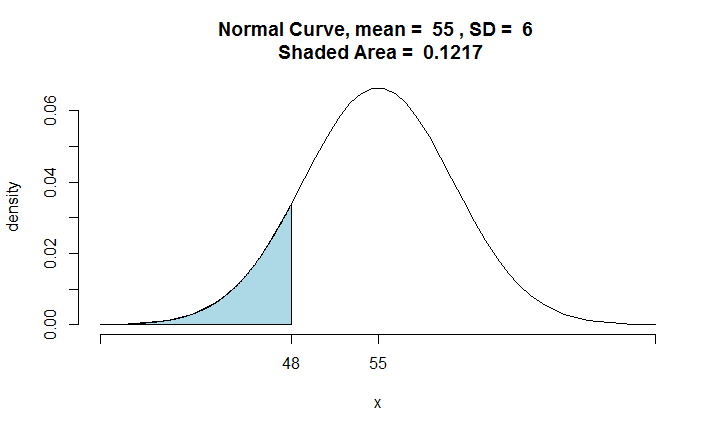 Normal Curve, mean =  55 , SD =  6
Shaded Area =  0.1217
density
0.06
0.04
0.02
0.00
48
55
x